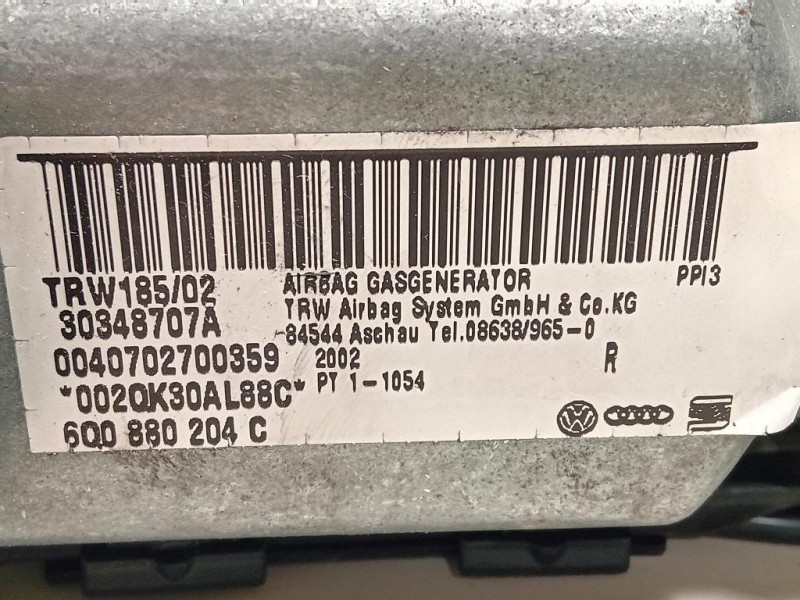 TRW185/02
30348707A
0040702700359
*002QK30AL88C*
6Q0 880 204 C
AIRBAG GASGENERATOR
TRW Airbag System GmbH & Co.KG
84544 Aschau Tel.08638/965-0
2002
PT 1-1054
PPI3
R